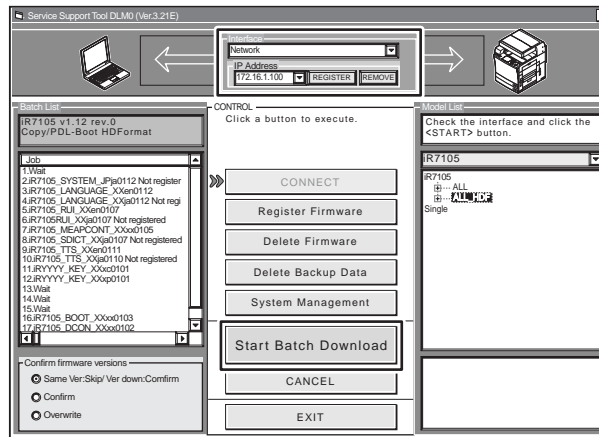 Service Support Tool DLM0 (Ver.3.21E)
Interface
Network
IP Address
172.16.1.100
REGISTER
REMOVE
Batch List
iR7105 v1.12 rev.0
Copy/PDL-Boot HDFormat
Job
1.Wait
2.iR7105_SYSTEM_JPja0112 Not register
3.iR7105_LANGUAGE_XXen0112
4.iR7105_LANGUAGE_XXja0112 Not regi
5.iR7105_RUI_XXen0107
6.iR7105RUI_XXja0107 Not registered
7.iR7105_MEAPCONT_XXxx0105
8.iR7105_SDICT_XXja0107 Not registered
9.iR7105_TTS_XXen0111
10.iR7105_TTS_XXja0110 Not registered
11.iRYYYY_KEY_XXxc0101
12.iRYYYY_KEY_XXxp0101
13.Wait
14.Wait
15.Wait
16.iR7105_BOOT_XXxx0103
17.iR7105_DCON_XXxx0102
Confirm firmware versions
Same Ver:Skip/ Ver down:Comfirm
Confirm
Overwrite
CONTROL
Click a button to execute.
CONNECT
Register Firmware
Delete Firmware
Delete Backup Data
System Management
Start Batch Download
CANCEL
EXIT
Model List
Check the interface and click the
<START> button.
iR7105
iR7105
ALL
ALL_HDF
Single